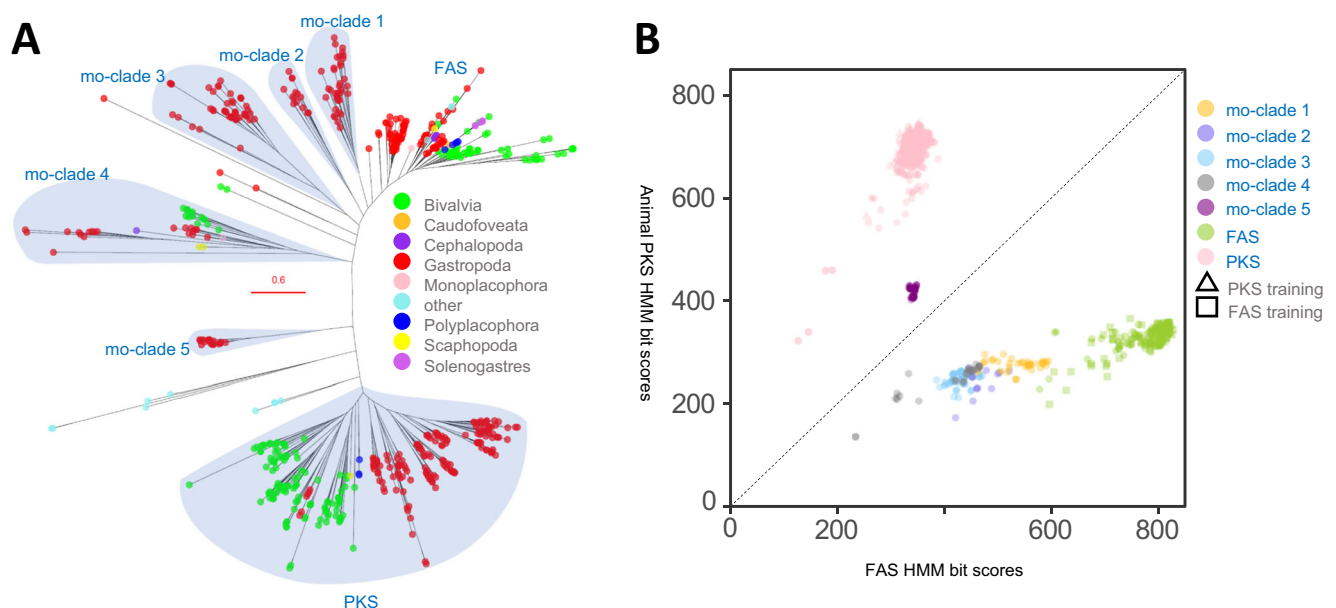 A
mo-clade 1
mo-clade 2
mo-clade 3
FAS
mo-clade 4
Bivalvia
Caudofoveata
Cephalopoda
Gastropoda
Monoplacophora
other
Polyplacophora
Scaphopoda
Solenogastres
0.6
mo-clade 5
PKS
B
800
600
400
200
0
Animal PKS HMM bit scores
0
200
600
800
FAS HMM bit scores
mo-clade 1
mo-clade 2
mo-clade 3
mo-clade 4
mo-clade 5
FAS
PKS
PKS training
FAS training